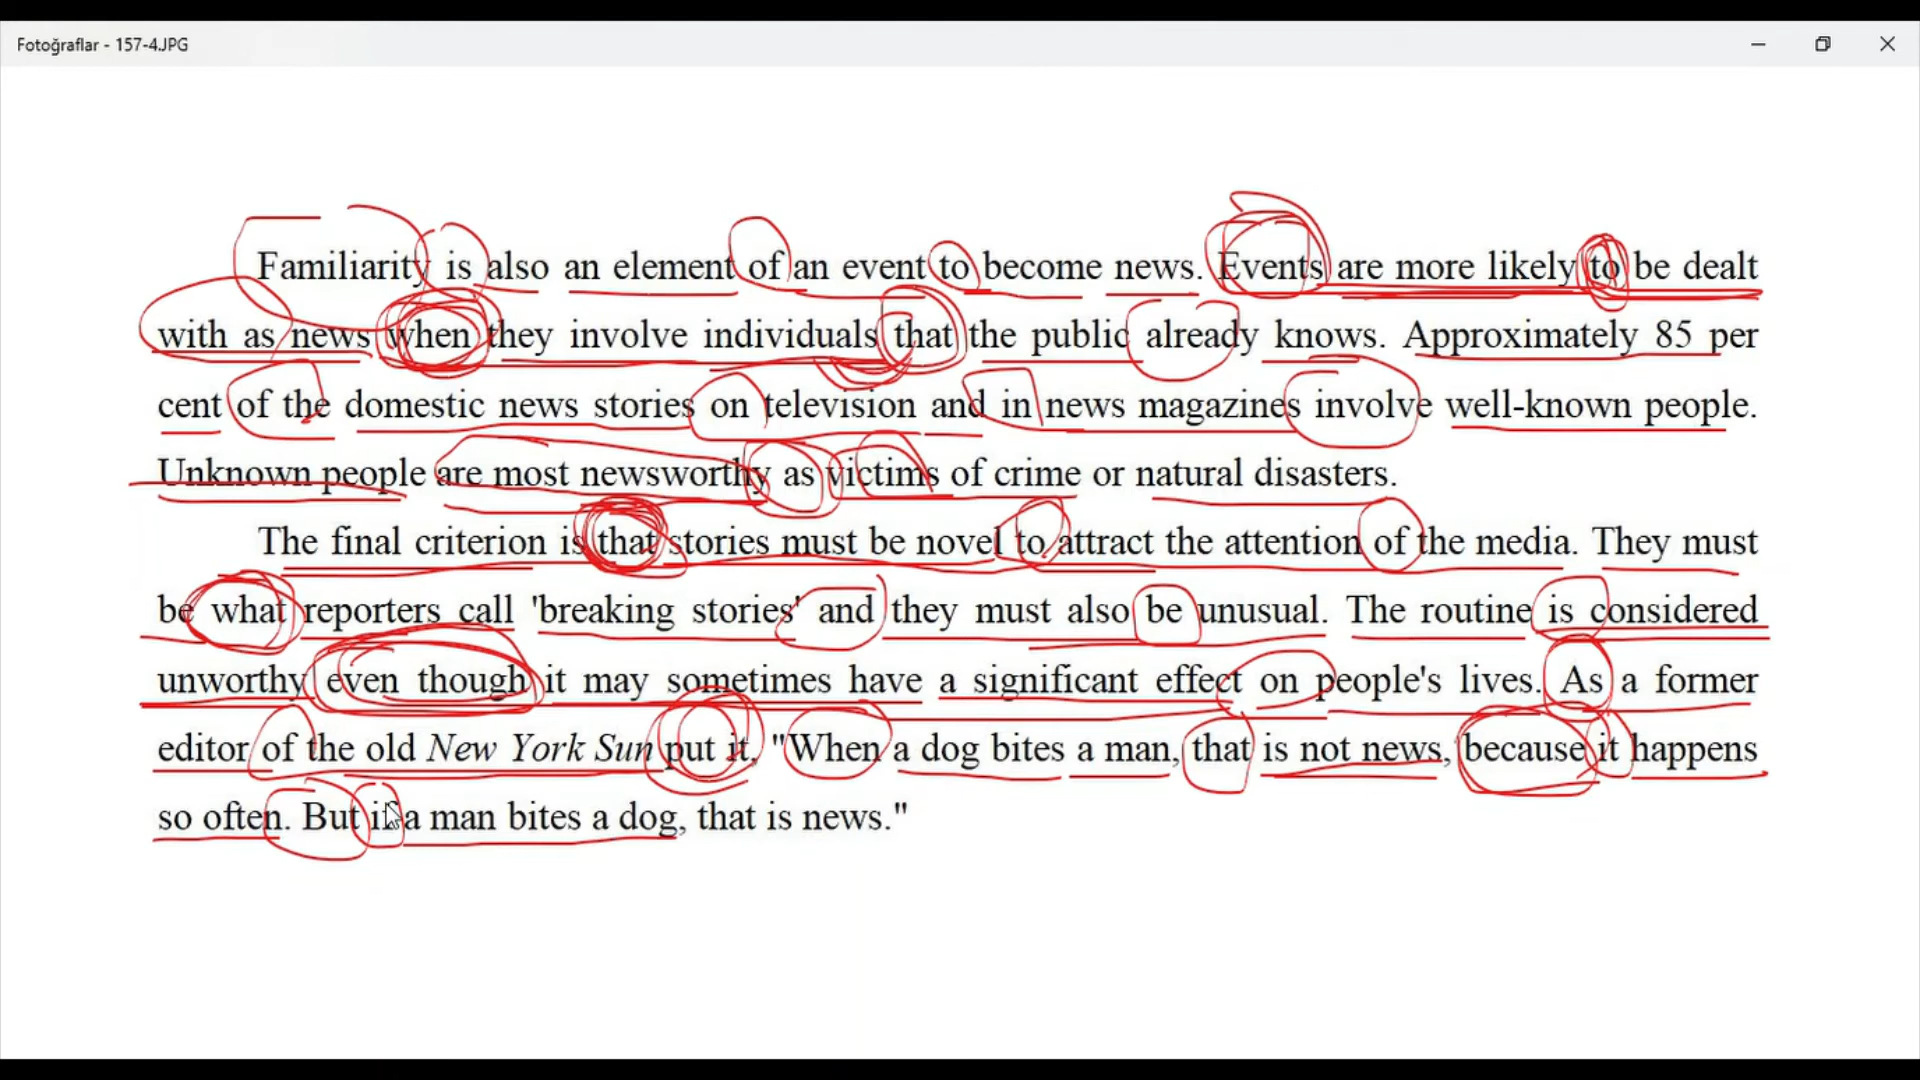 Fotoğraflar - 157-4.JPG
Familiarity is also an element of an event to become news. Events are more likely to be dealt
with as news when they involve individuals that the public already knows. Approximately 85 per
cent of the domestic news stories on television and in news magazines involve well-known people.
Unknown people are most newsworthy as victims of crime or natural disasters.
The final criterion is that stories must be novel to attract the attention of the media. They must
be what reporters call 'breaking stories' and they must also be unusual. The routine is considered
unworthy even though it may sometimes have a significant effect on people's lives. As a former
editor of the old New York Sun put it, "When a dog bites a man, that is not news, because it happens
so often. But if a man bites a dog, that is news."